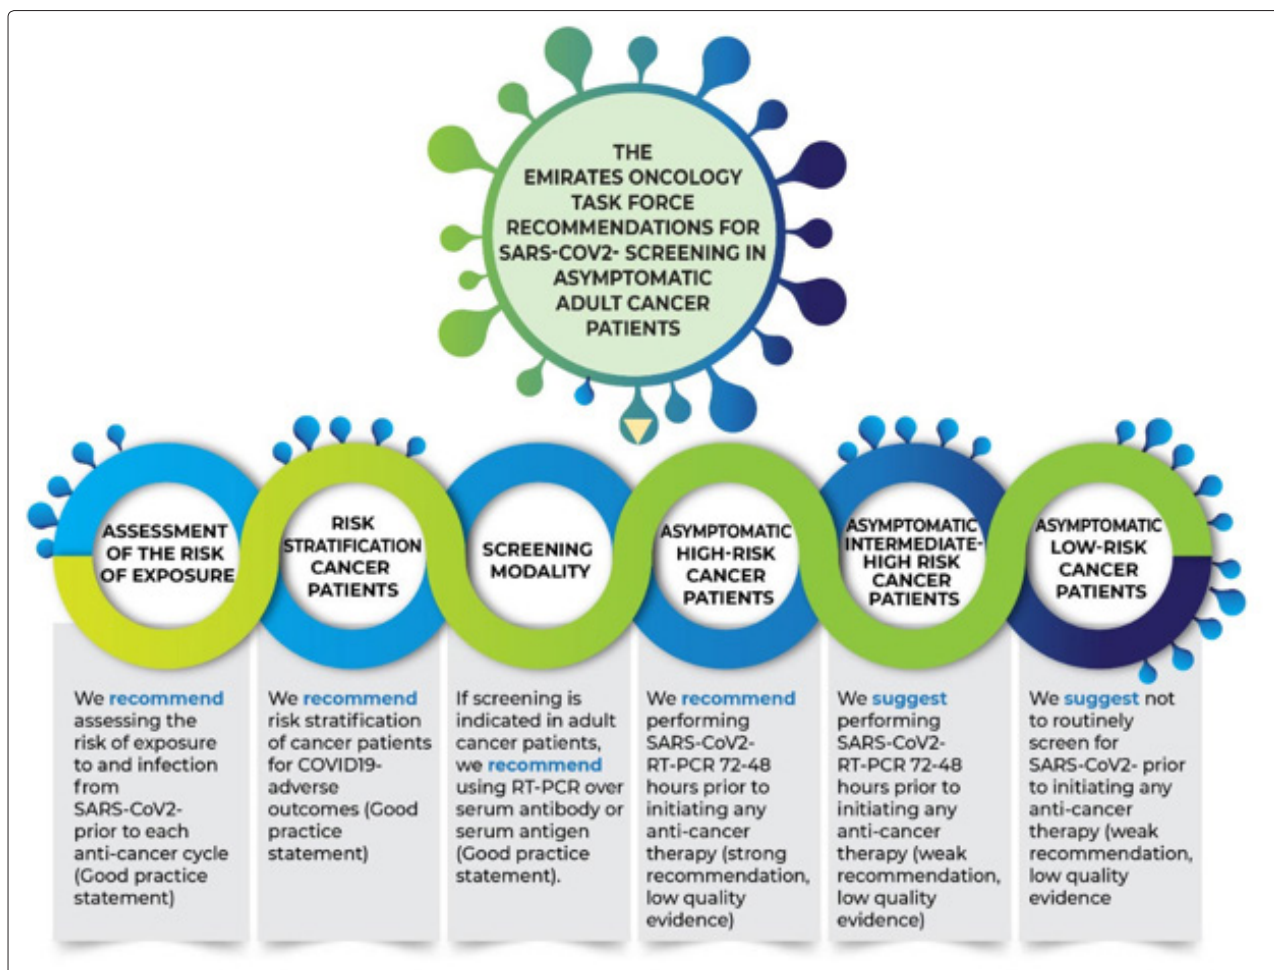 THE
EMIRATES ONCOLOGY
TASK FORCE
RECOMMENDATIONS FOR
SARS-COV2- SCREENING IN
ASYMPTOMATIC
ADULT CANCER
PATIENTS
ASSESSMENT
OF THE RISK
OF EXPOSURE
We recommend
assessing the
risk of exposure
to and infection
from
SARS-CoV2-
prior to each
anti-cancer cycle
(Good practice
statement)
RISK
STRATIFICATION
CANCER
PATIENTS
We recommend
risk stratification
of cancer patients
for COVID19-
adverse
outcomes (Good
practice
statement)
SCREENING
MODALITY
If screening is
indicated in adult
cancer patients,
we recommend
using RT-PCR over
serum antibody or
serum antigen
(Good practice
statement).
ASYMPTOMATIC
HIGH-RISK
CANCER
PATIENTS
We recommend
performing
SARS-CoV2-
RT-PCR 72-48
hours prior to
initiating any
anti-cancer
therapy (strong
recommendation,
low quality
evidence)
ASYMPTOMATIC
INTERMEDIATE-
HIGH RISK
CANCER
PATIENTS
We suggest
performing
SARS-CoV2-
RT-PCR 72-48
hours prior to
initiating any
anti-cancer
therapy (weak
recommendation,
low quality
evidence)
ASYMPTOMATIC
LOW-RISK
CANCER
PATIENTS
We suggest not
to routinely
screen for
SARS-CoV2- prior
to initiating any
anti-cancer
therapy (weak
recommendation,
low quality
evidence